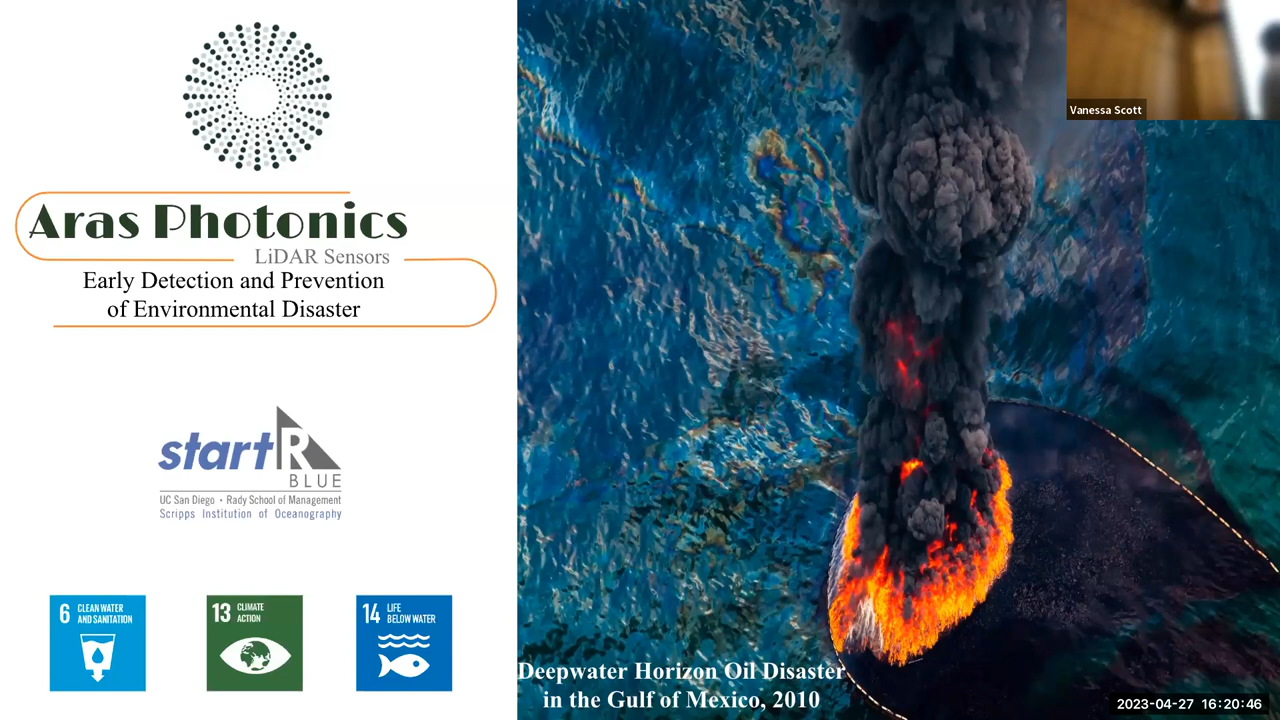 Aras Photonics
LiDAR Sensors
Early Detection and Prevention
of Environmental Disaster
startR
BLUE
UC San Diego • Rady School of Management
Scripps Institution of Oceanography
6 CLEAN WATER
AND SANITATION
13 CLIMATE
ACTION
14 LIFE
BELOW WATER
Vanessa Scott
Deepwater Horizon Oil Disaster
in the Gulf of Mexico, 2010
2023-04-27 16:20:46